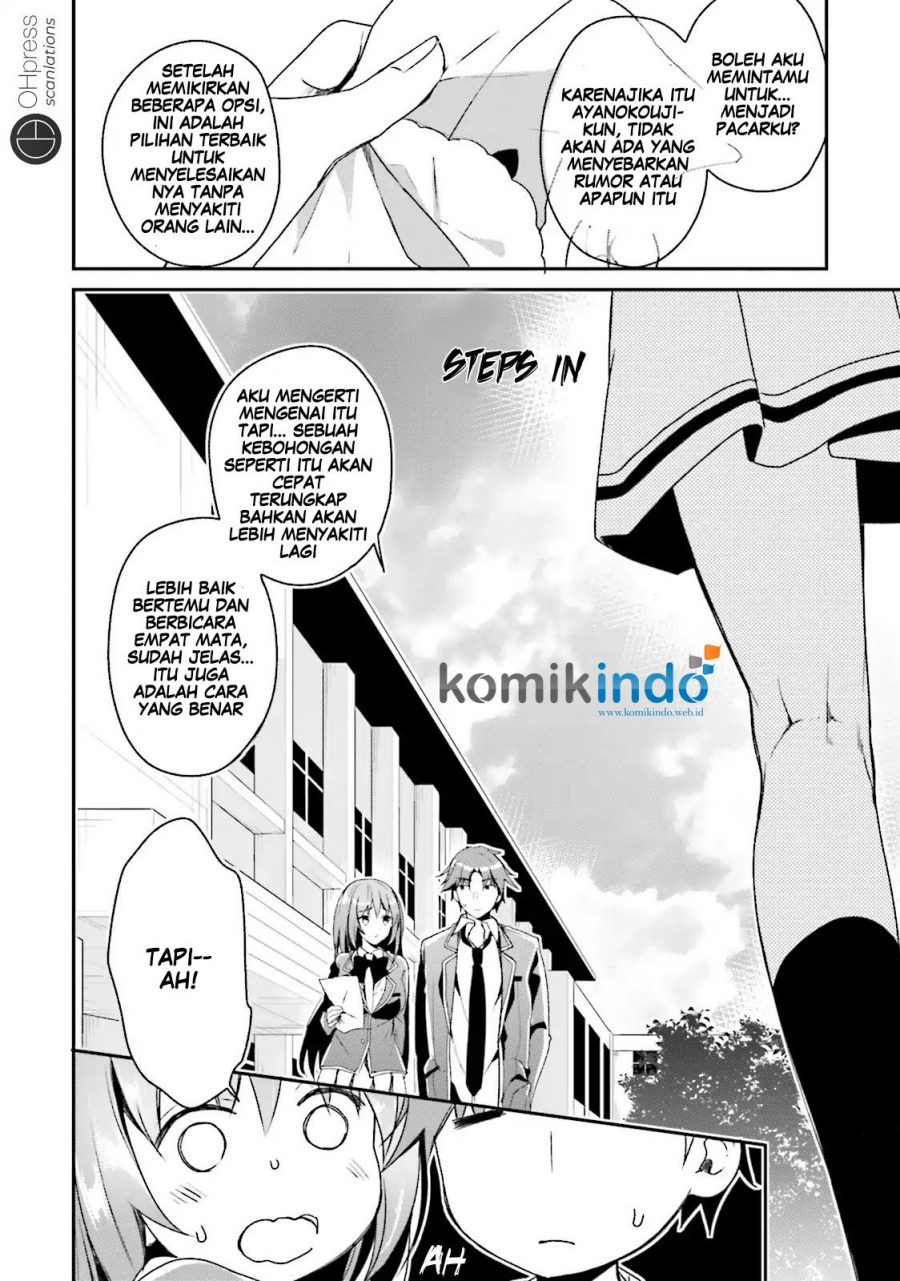 OHpress
scanlations
BOLEH AKU
MEMINTAMU
UNTUK...
MENJADI
PACARKU?
KARENAJIKA ITU
AYANOKOUJI-
KUN, TIDAK
AKAN ADA YANG
MENYEBARKAN
RUMOR ATAU
APAPUN ITU
SETELAH
MEMIKIRKAN
BEBERAPA OPSI,
INI ADALAH
PILIHAN TERBAIK
UNTUK
MENYELESAIKAN
NYA TANPA
MENYAKITI
ORANG LAIN...
STEPS IN
AKU MENGERTI
MENGENAI ITU
TAPI... SEBUAH
KEBOHONGAN
SEPERTI ITU AKAN
CEPAT
TERUNGKAP
BAHKAN AKAN
LEBIH MENYAKITI
LAGI
LEBIH BAIK
BERTEMU DAN
BERBICARA
EMPAT MATA,
SUDAH JELAS...
ITU JUGA
ADALAH CARA
YANG BENAR
komikindo
www.komikindo.web.id
TAPI--
AH!
AH